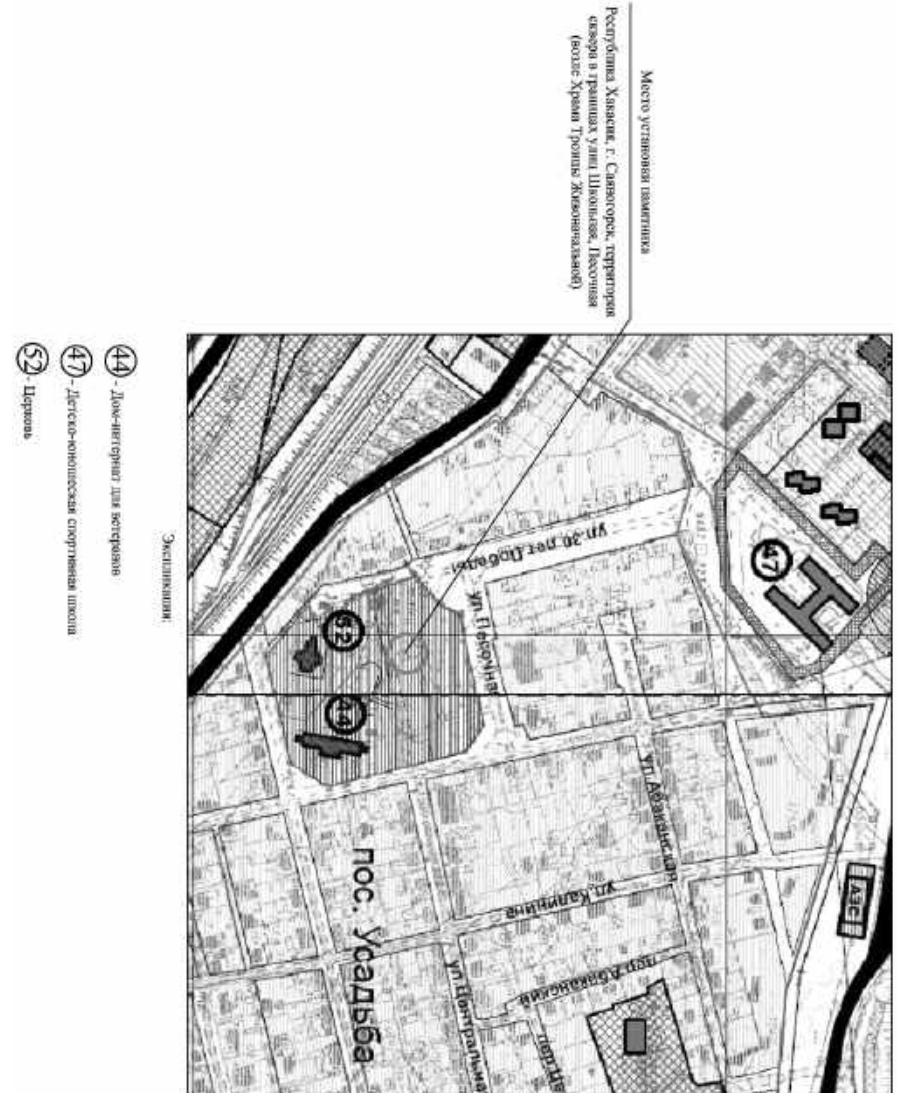 Место установки памятника
Республика Хакасия, г. Саяногорск, территория
сквера в границах улиц Школьная, Песочная
(возле Храма Троицы Живоначальной)
47
ул.30 лет Победы
ул.Песочная
52
44
ул.Абаканская
АЗС
ул.Калинина
пос. Усадьба
пер.Абаканский
ул.Центральна
Экспликация:
44 - Дом-интернат для ветеранов
47 - Детско-юношеская спортивная школа
52 - Церковь